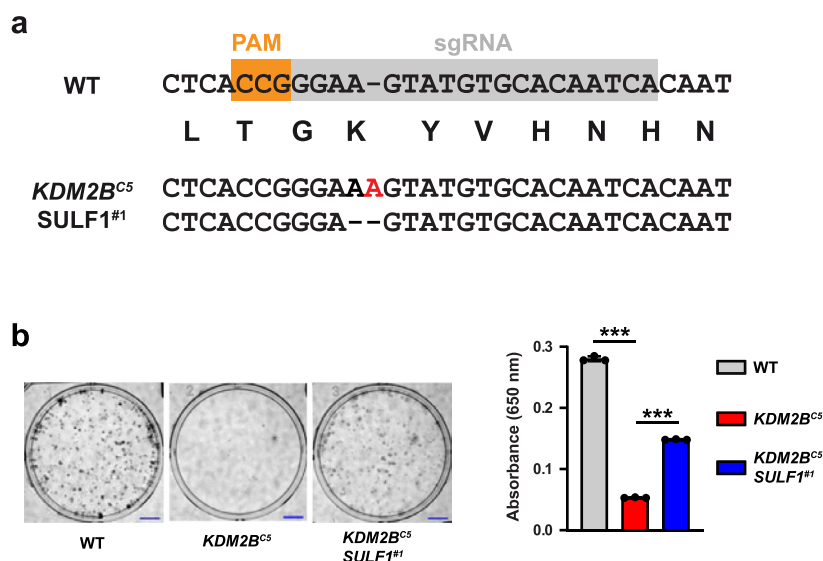 a
PAM sgRNA
WT CTCACCGGGAA-GTATGTGCACAATCACAAT
L T G K Y V H N H N
KDM2B^C5 CTCACCGGGAAAGTATGTGCACAATCACAAT
SULF1^#1 CTCACCGGGA--GTATGTGCACAATCACAAT
b
WT
KDM2B^C5
KDM2B^C5
SULF1^#1
Absorbance (650 nm)
0.3
0.2
0.1
0.0
***
***
WT
KDM2B^C5
KDM2B^C5
SULF1^#1